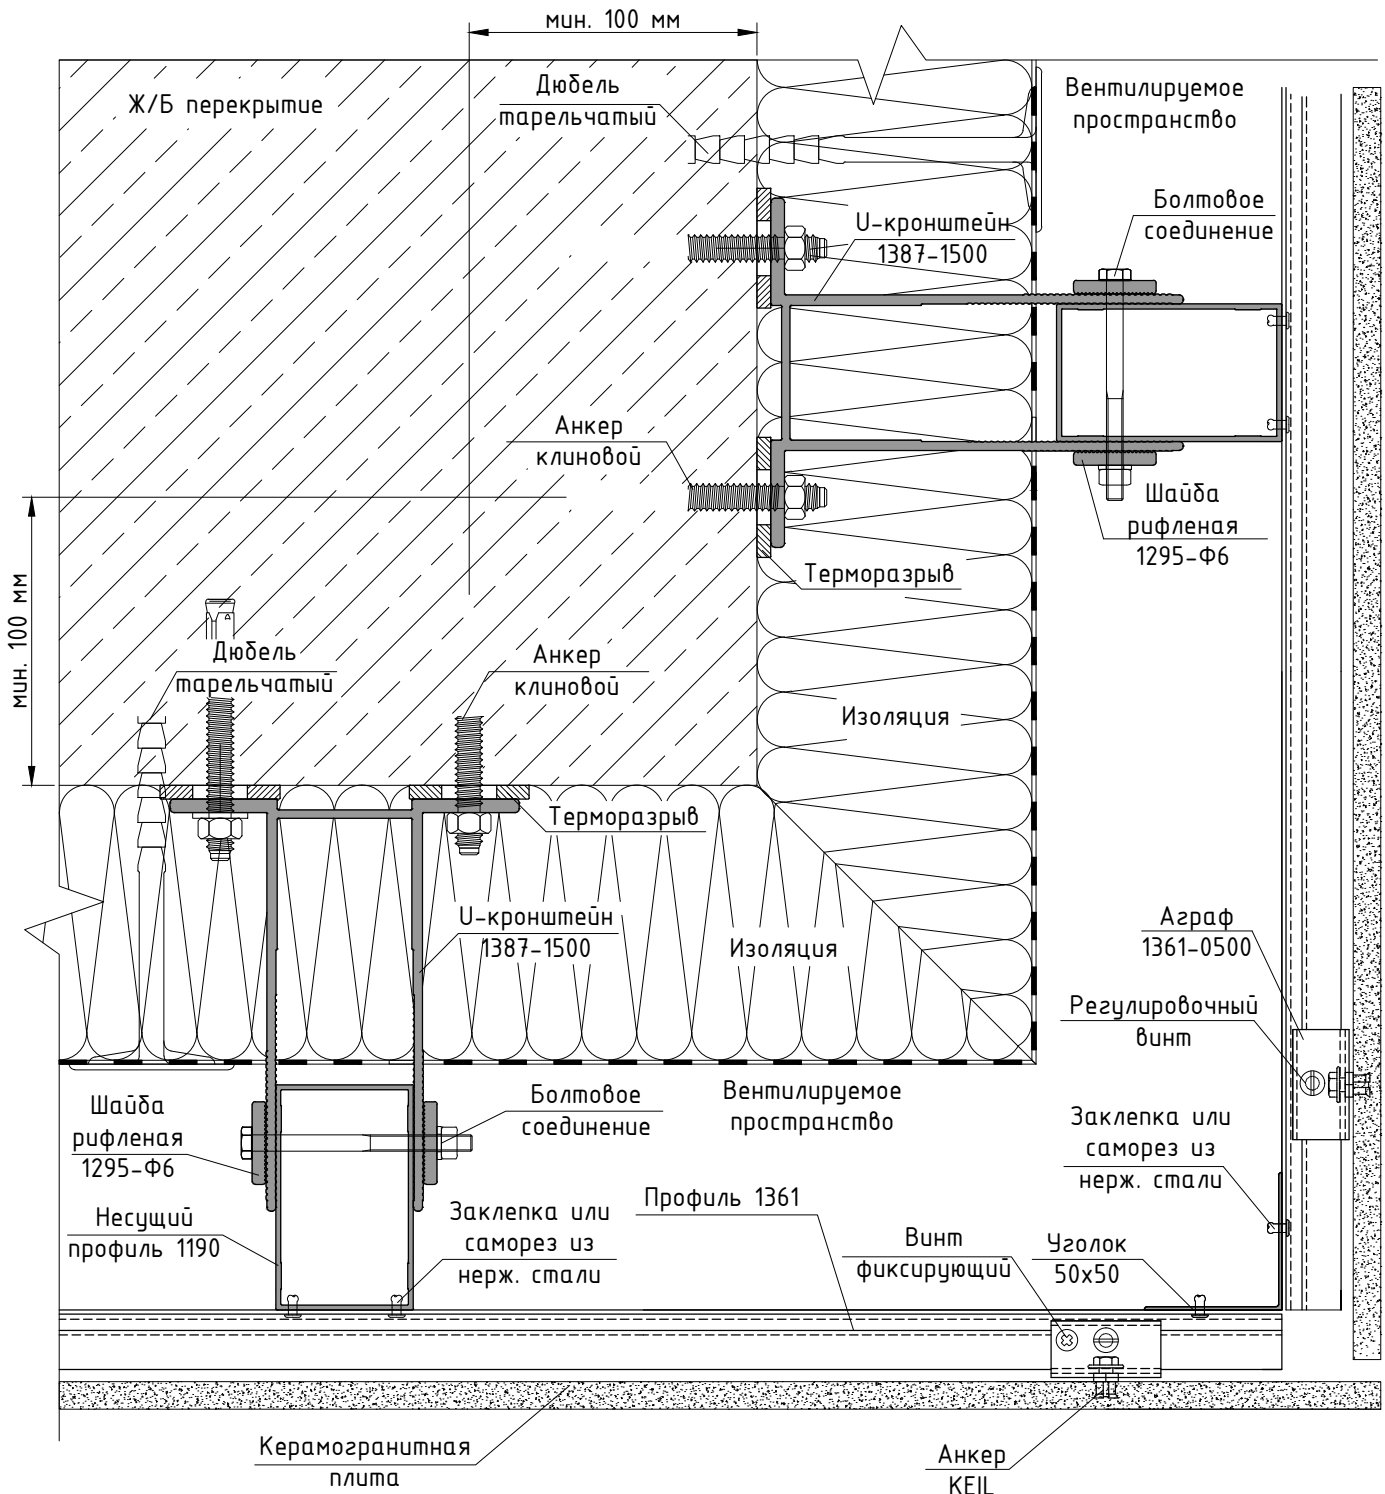 мин. 100 мм
Ж/Б перекрытие
Дюбель
тарельчатый
Вентилируемое
пространство
U-кронштейн
1387-1500
Болтовое
соединение
Анкер
клиновой
Шайба
рифленая
1295-Ф6
Терморазрыв
мин. 100 мм
Дюбель
тарельчатый
Анкер
клиновой
Изоляция
Терморазрыв
U-кронштейн
1387-1500
Изоляция
Аграф
1361-0500
Регулировочный
винт
Вентилируемое
пространство
Болтовое
соединение
Шайба
рифленая
1295-Ф6
Заклепка или
саморез из
нерж. стали
Несущий
профиль 1190
Заклепка или
саморез из
нерж. стали
Профиль 1361
Винт
фиксирующий
Уголок
50х50
Керамогранитная
плита
Анкер
KEIL